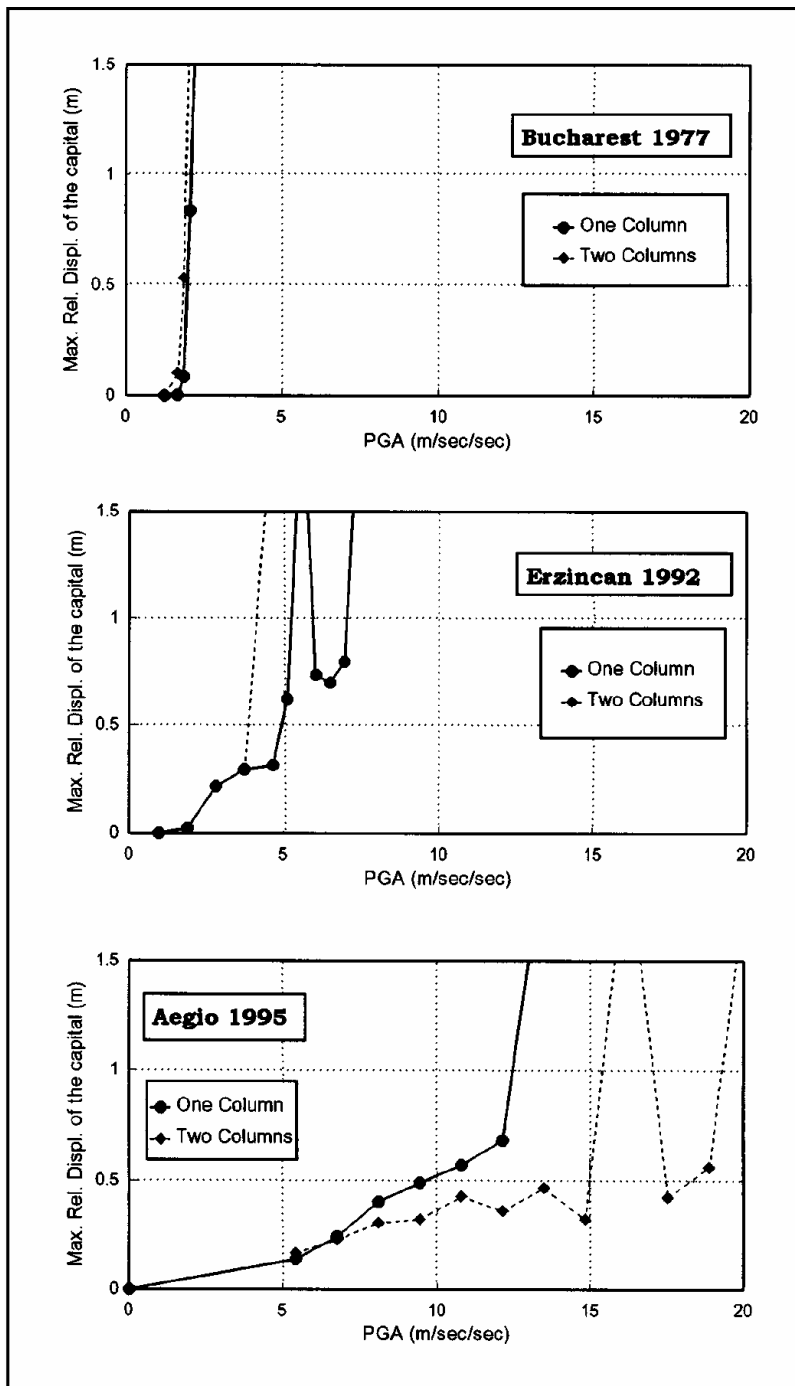 Max. Rel. Displ. of the capital (m)
1.5
1
0.5
0
Bucharest 1977
One Column
Two Columns
0
5
10
15
20
PGA (m/sec/sec)
Max. Rel. Displ. of the capital (m)
1.5
1
0.5
0
Erzincan 1992
One Column
Two Columns
0
5
10
15
20
PGA (m/sec/sec)
Max. Rel. Displ. of the capital (m)
1.5
1
0.5
0
Aegio 1995
One Column
Two Columns
0
5
10
15
20
PGA (m/sec/sec)